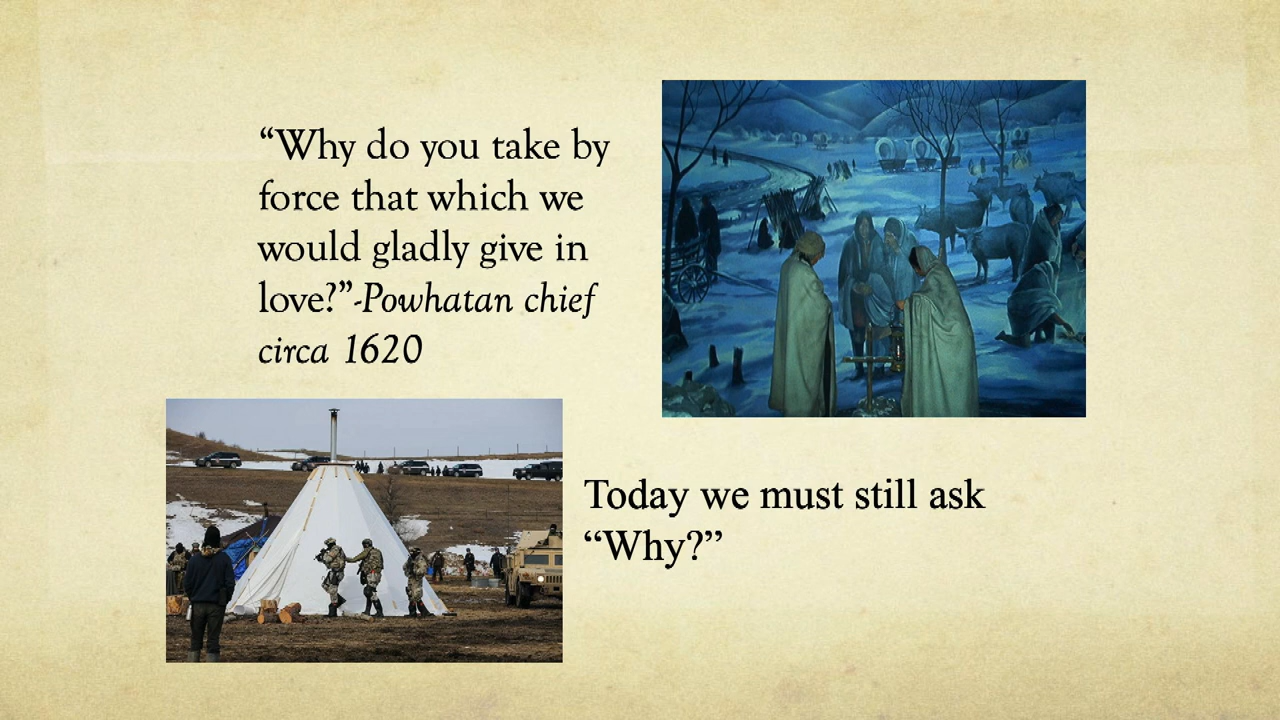 “Why do you take by
force that which we
would gladly give in
love?”-Powhatan chief
circa 1620
Today we must still ask
“Why?”